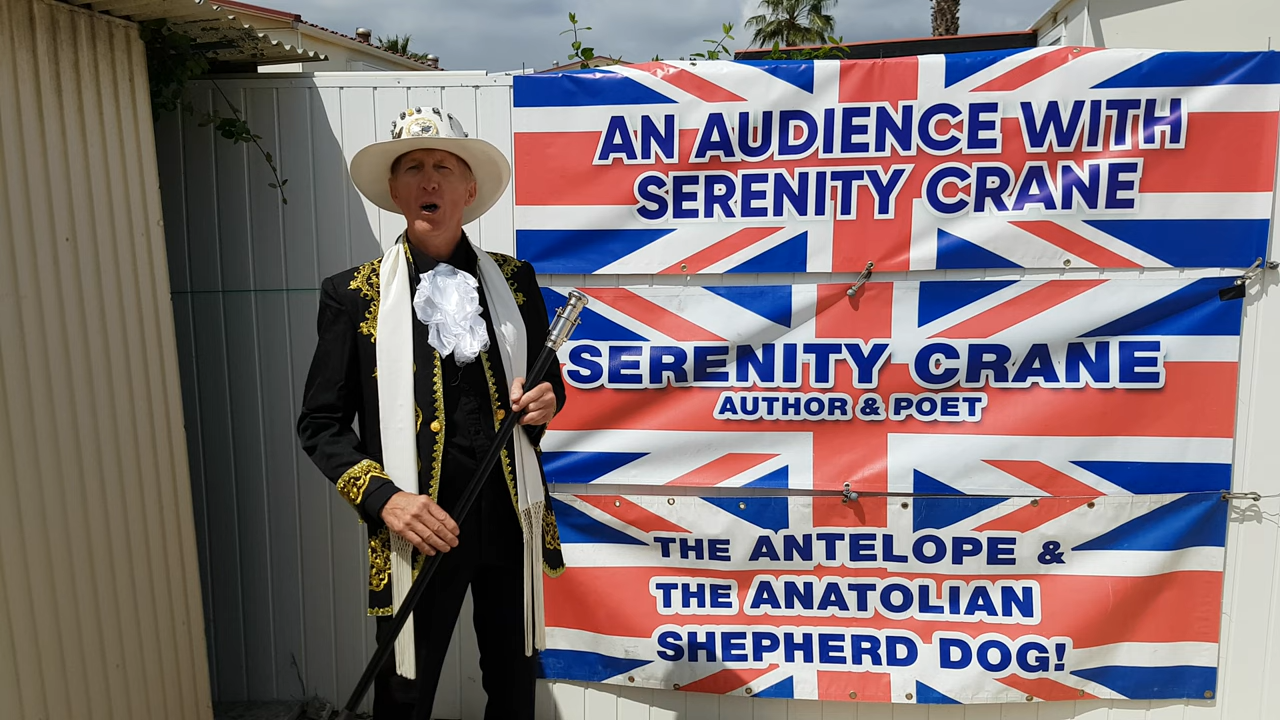 AN AUDIENCE WITH
SERENITY CRANE
SERENITY CRANE
AUTHOR & POET
THE ANTELOPE &
THE ANATOLIAN
SHEPHERD DOG!